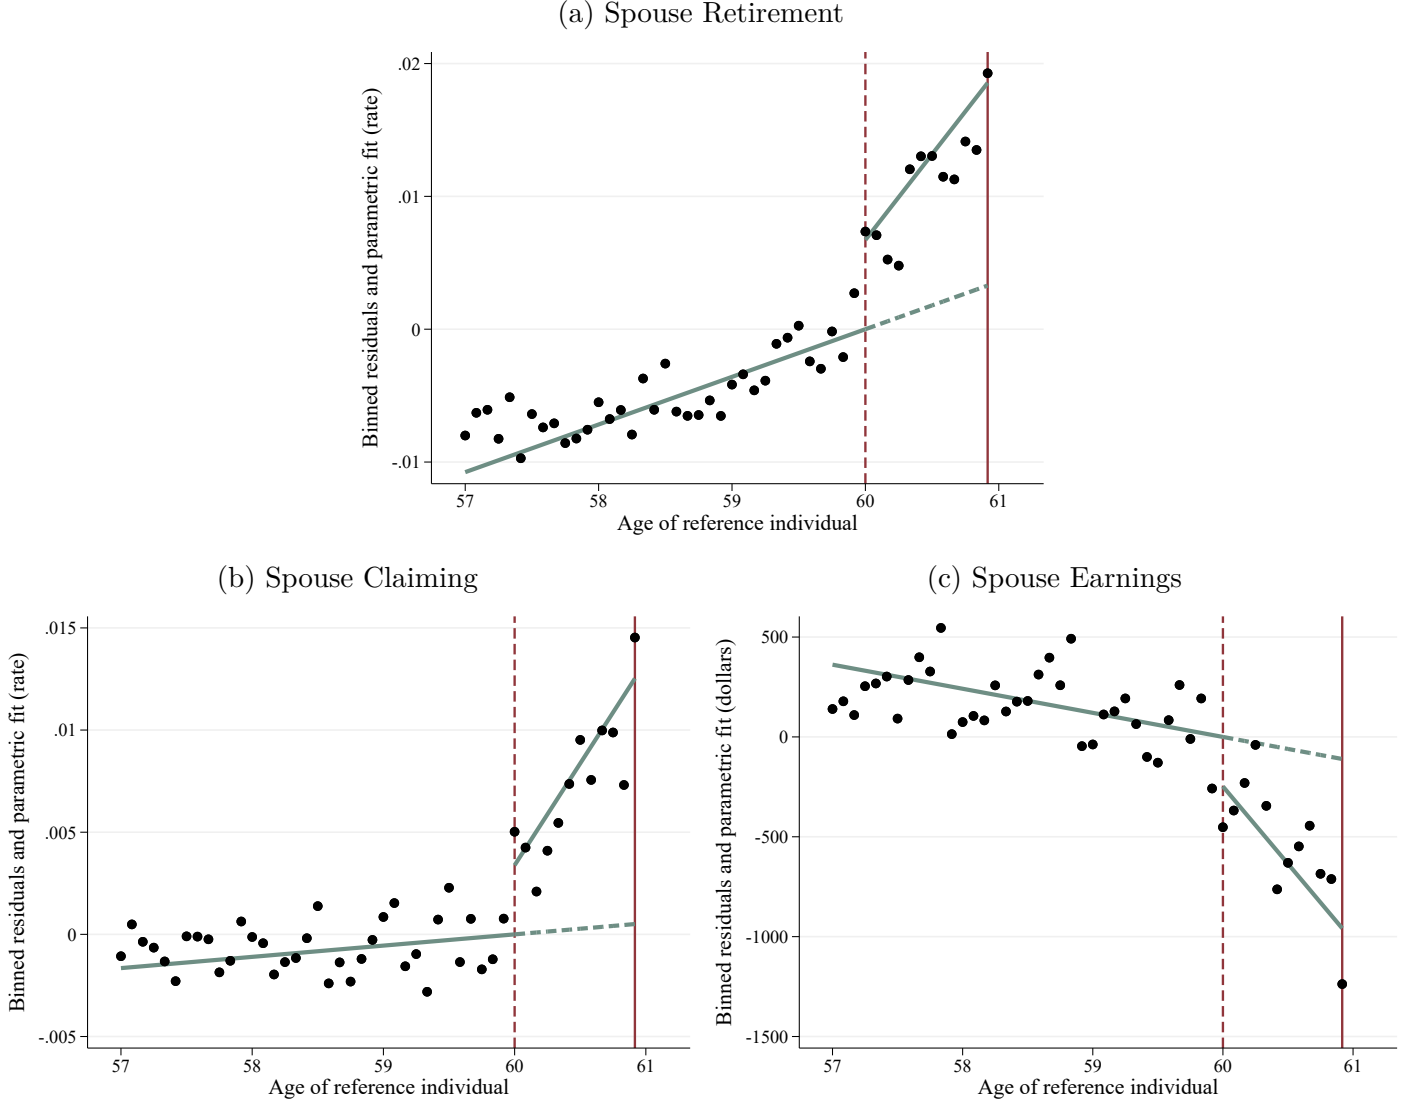 (a) Spouse Retirement
Binned residuals and parametric fit (rate)
.02
.01
0
-.01
57 58 59 60 61
Age of reference individual
(b) Spouse Claiming
Binned residuals and parametric fit (rate)
.015
.01
.005
0
-.005
57 58 59 60 61
Age of reference individual
(c) Spouse Earnings
Binned residuals and parametric fit (dollars)
500
0
-500
-1000
-1500
57 58 59 60 61
Age of reference individual